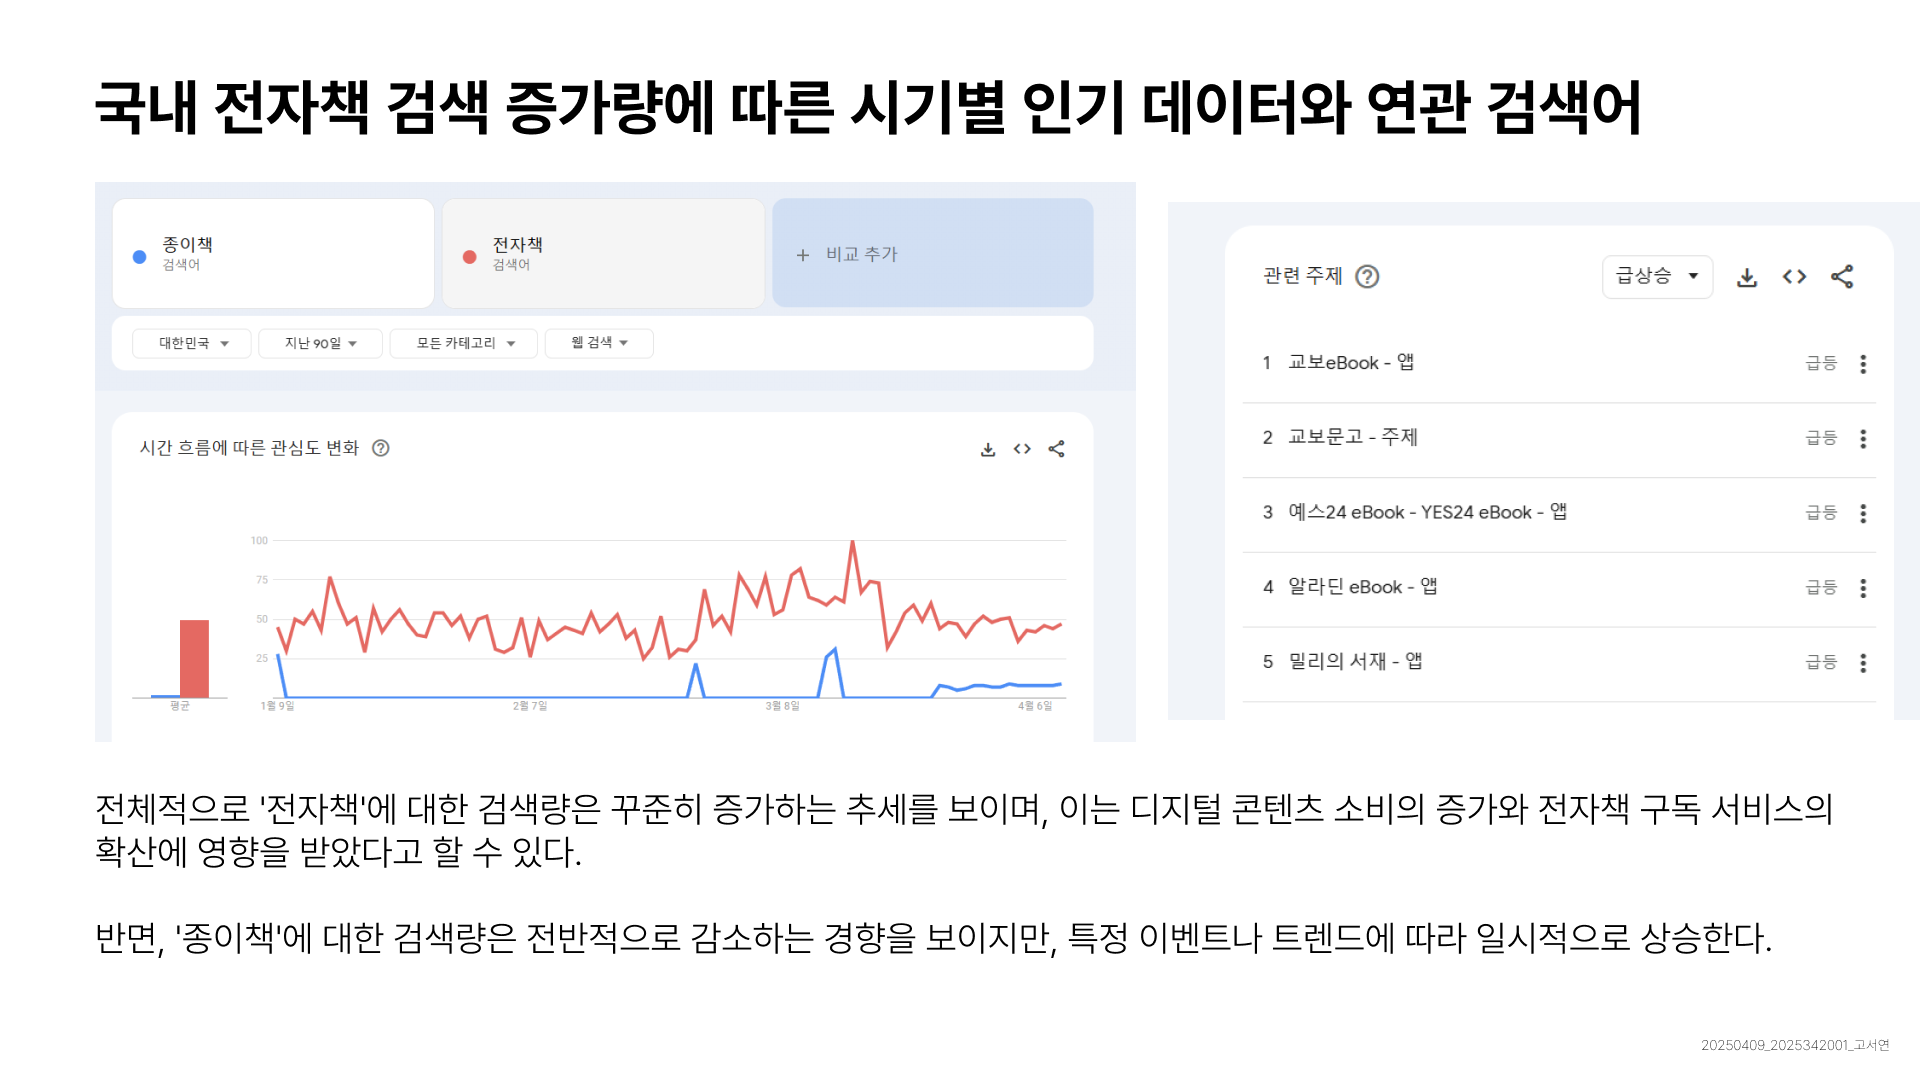 국내 전자책 검색 증가량에 따른 시기별 인기 데이터와 연관 검색어
종이책
검색어
전자책
검색어
+ 비교 추가
대한민국
지난 90일
모든 카테고리
웹 검색
시간 흐름에 따른 관심도 변화
100
75
50
25
평균
1월 9일
2월 7일
3월 8일
4월 6일
관련 주제
급상승
1 교보eBook - 앱 급등
2 교보문고 - 주제 급등
3 예스24 eBook - YES24 eBook - 앱 급등
4 알라딘 eBook - 앱 급등
5 밀리의 서재 - 앱 급등
전체적으로 '전자책'에 대한 검색량은 꾸준히 증가하는 추세를 보이며, 이는 디지털 콘텐츠 소비의 증가와 전자책 구독 서비스의
확산에 영향을 받았다고 할 수 있다.
반면, '종이책'에 대한 검색량은 전반적으로 감소하는 경향을 보이지만, 특정 이벤트나 트렌드에 따라 일시적으로 상승한다.
20250409_2025342001_고서연